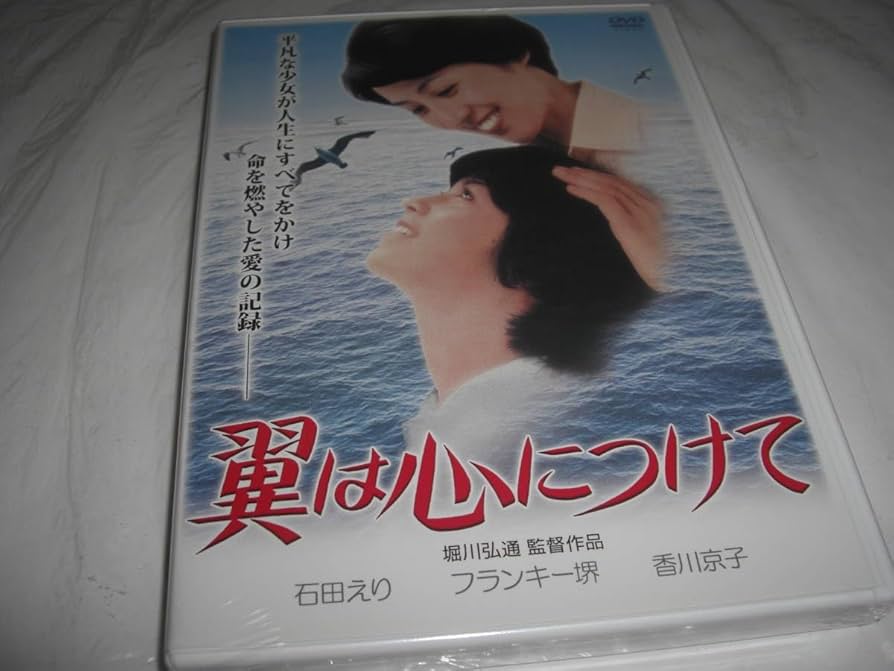 DVD
平凡な少女が人生にすべてをかけ
命を燃やした愛の記録――
翼は心につけて
堀川弘通 監督作品
石田えり フランキー堺 香川京子